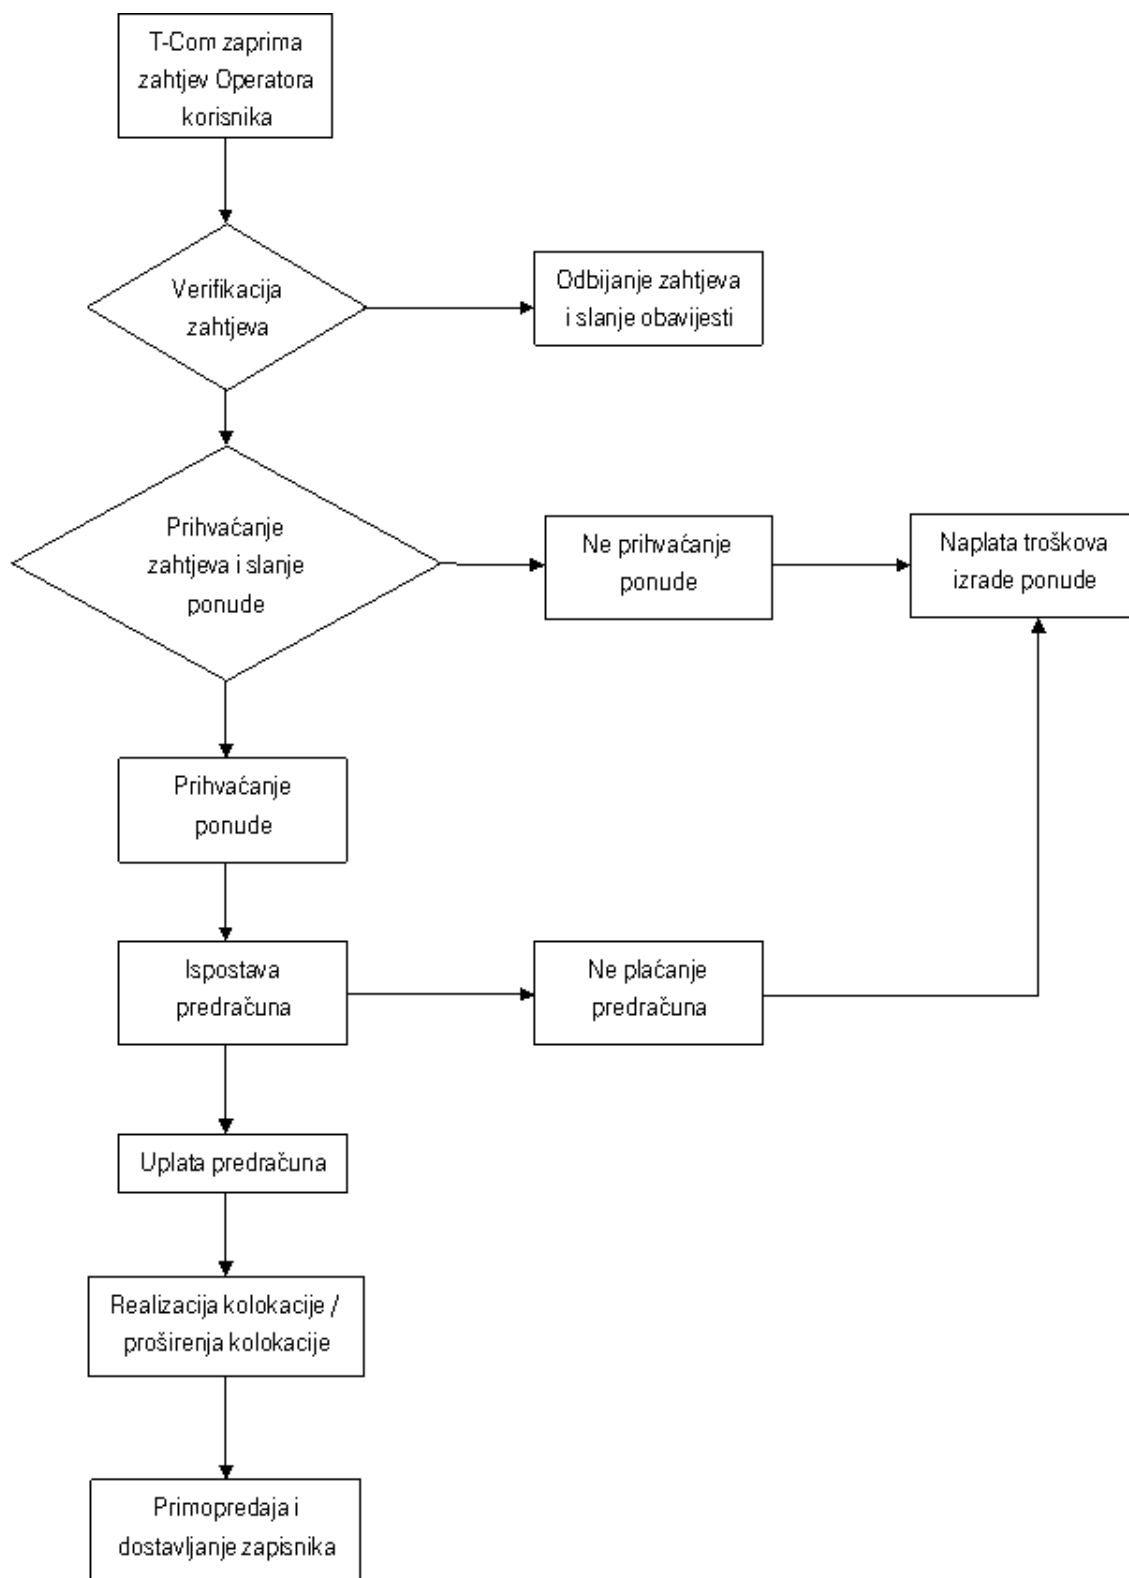 T-Com zaprima
zahtjev Operatora
korisnika
Verifikacija
zahtjeva
Odbijanje zahtjeva
i slanje obavijesti
Prihvaćanje
zahtjeva i slanje
ponude
Ne prihvaćanje
ponude
Naplata troškova
izrade ponude
Prihvaćanje
ponude
Ispostava
predračuna
Ne plaćanje
predračuna
Uplata predračuna
Realizacija kolokacije /
proširenja kolokacije
Primopredaja i
dostavljanje zapisnika